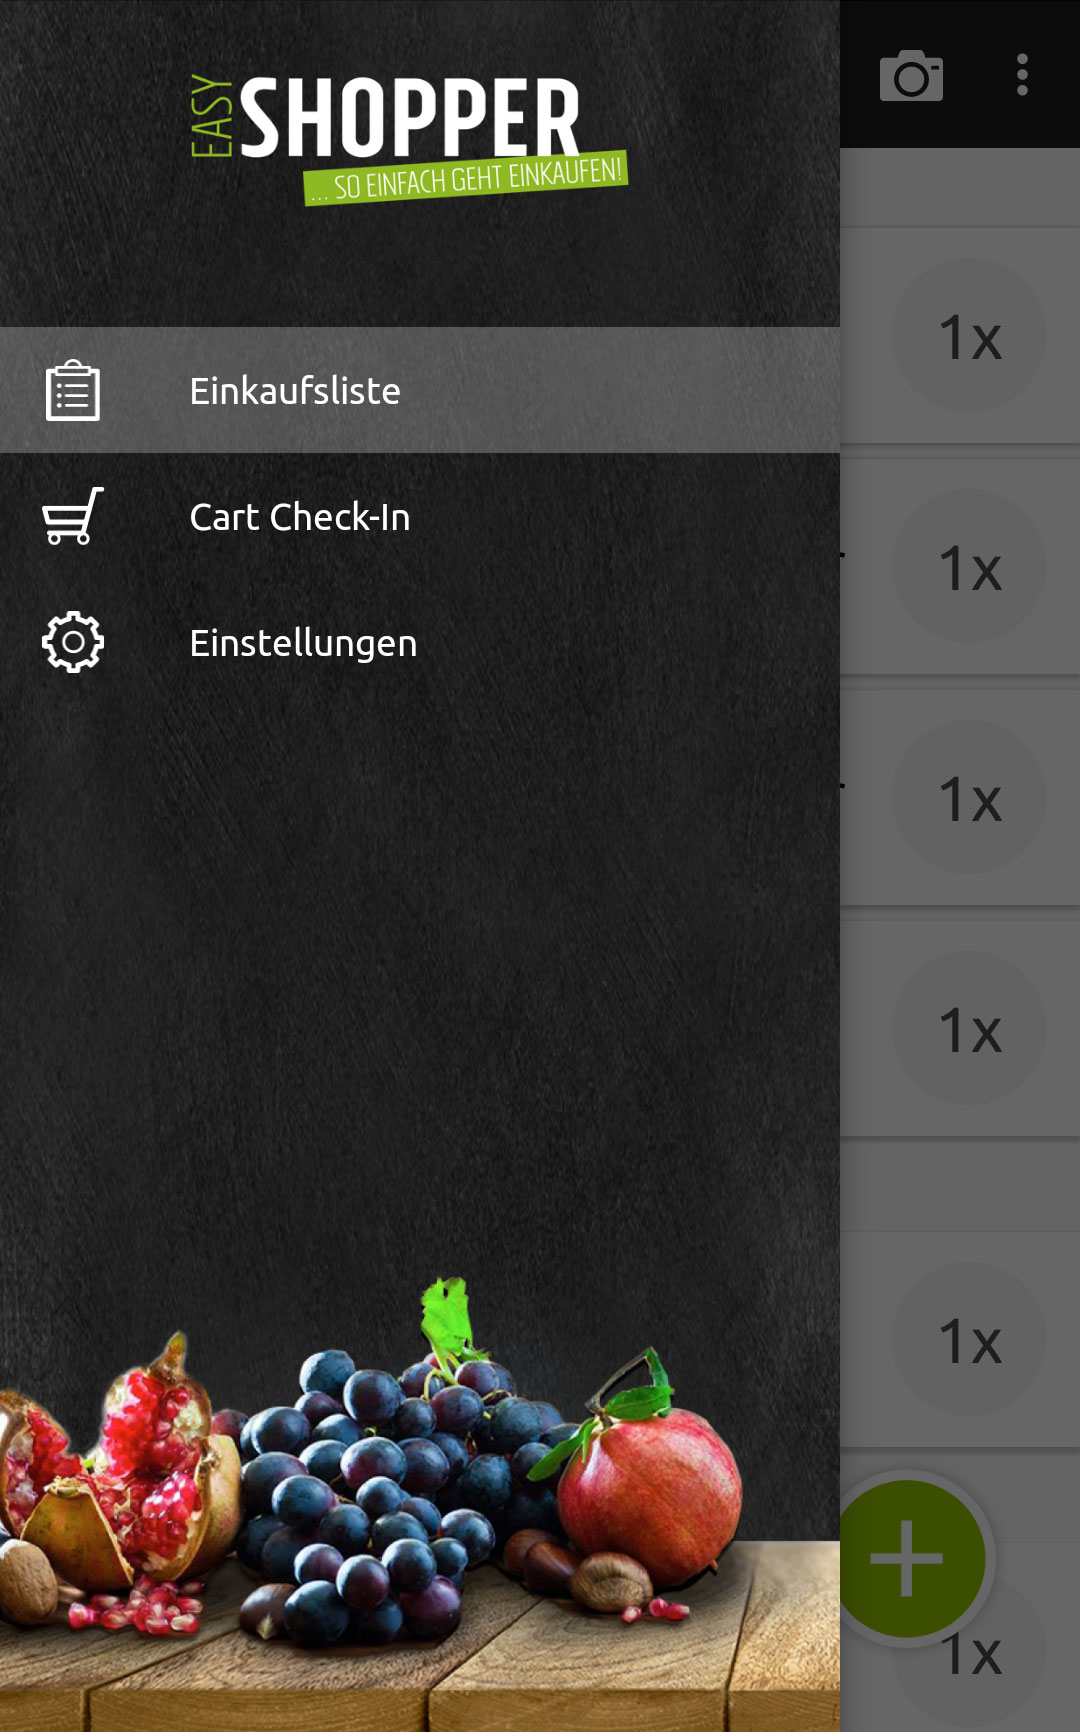 EASY
SHOPPER
... SO EINFACH GEHT EINKAUFEN!
Einkaufsliste
Cart Check-In
Einstellungen
1x
1x
1x
1x
1x
1x